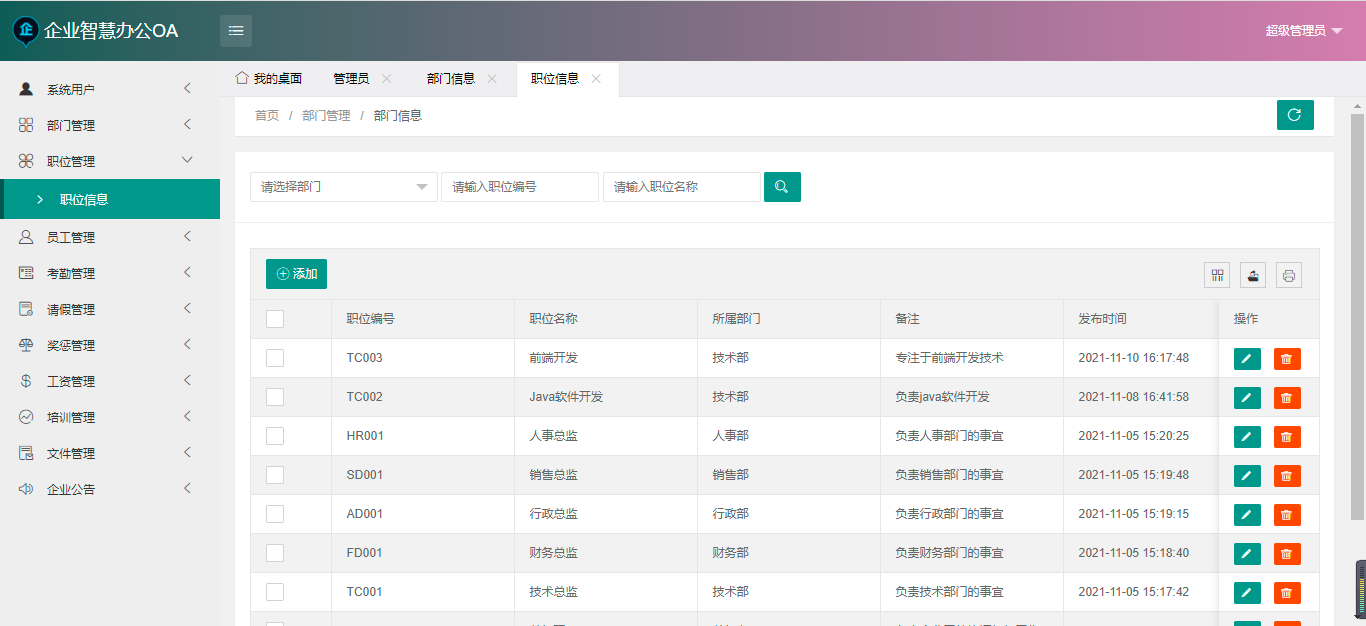 企业智慧办公OA
超级管理员
系统用户
部门管理
职位管理
职位信息
员工管理
考勤管理
请假管理
奖惩管理
工资管理
培训管理
文件管理
企业公告
我的桌面 管理员 部门信息 职位信息
首页 / 部门管理 / 部门信息
请选择部门 请输入职位编号 请输入职位名称
添加
职位编号 职位名称 所属部门 备注 发布时间 操作
TC003 前端开发 技术部 专注于前端开发技术 2021-11-10 16:17:48
TC002 Java软件开发 技术部 负责java软件开发 2021-11-08 16:41:58
HR001 人事总监 人事部 负责人事部门的事宜 2021-11-05 15:20:25
SD001 销售总监 销售部 负责销售部门的事宜 2021-11-05 15:19:48
AD001 行政总监 行政部 负责行政部门的事宜 2021-11-05 15:19:15
FD001 财务总监 财务部 负责财务部门的事宜 2021-11-05 15:18:40
TC001 技术总监 技术部 负责技术部门的事宜 2021-11-05 15:17:42